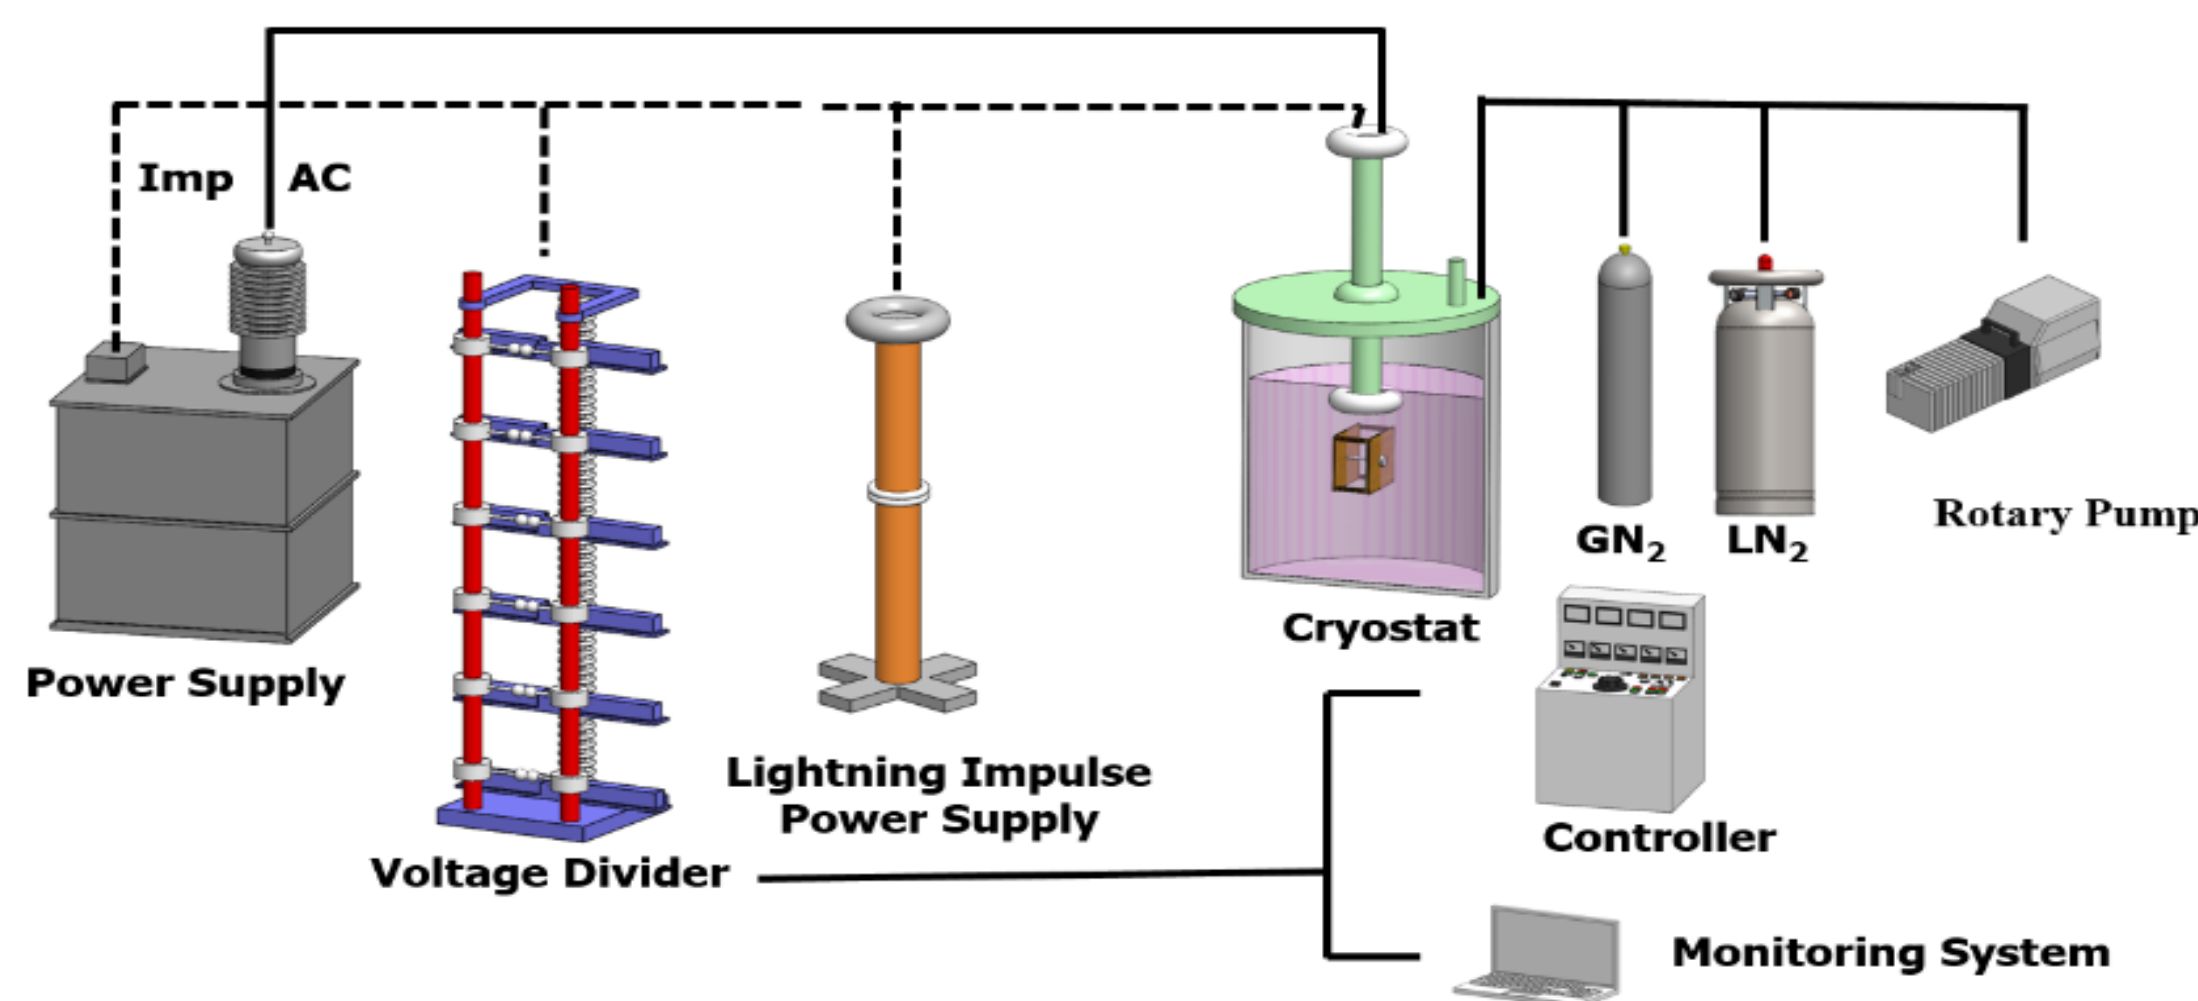 Imp
AC
Power Supply
Voltage Divider
Lightning Impulse
Power Supply
Cryostat
GN₂
LN₂
Rotary Pump
Controller
Monitoring System